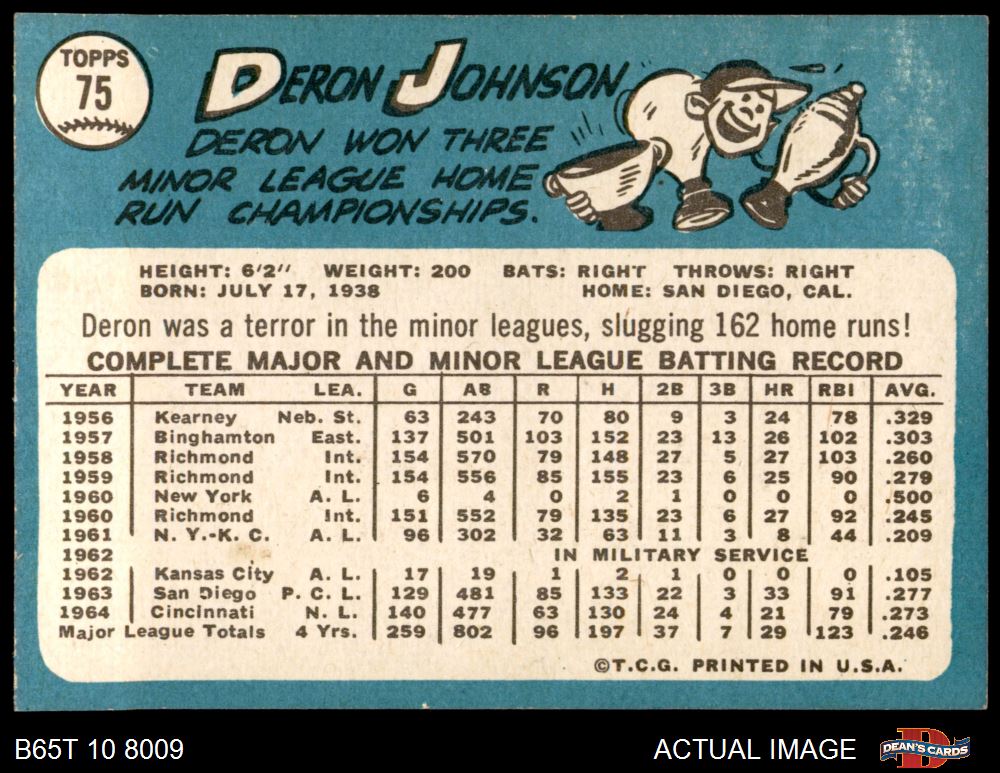 TOPPS
75
DERON JOHNSON
DERON WON THREE
MINOR LEAGUE HOME
RUN CHAMPIONSHIPS.
HEIGHT: 6'2" WEIGHT: 200 BATS: RIGHT THROWS: RIGHT
BORN: JULY 17, 1938 HOME: SAN DIEGO, CAL.
Deron was a terror in the minor leagues, slugging 162 home runs!
COMPLETE MAJOR AND MINOR LEAGUE BATTING RECORD
YEAR TEAM LEA. G AB R H 2B 3B HR RBI AVG.
1956 Kearney Neb. St. 63 243 70 80 9 3 24 78 .329
1957 Binghamton East. 137 501 103 152 23 13 26 102 .303
1958 Richmond Int. 154 570 79 148 27 5 27 103 .260
1959 Richmond Int. 154 556 85 155 23 6 25 90 .279
1960 New York A. L. 6 4 0 2 1 0 0 0 .500
1960 Richmond Int. 151 552 79 135 23 6 27 92 .245
1961 N. Y.-K. C. A. L. 96 302 32 63 11 3 8 44 .209
1962 IN MILITARY SERVICE
1962 Kansas City A. L. 17 19 1 2 1 0 0 0 .105
1963 San Diego P. C. L. 129 481 85 133 22 3 33 91 .277
1964 Cincinnati N. L. 140 477 63 130 24 4 21 79 .273
Major League Totals 4 Yrs. 259 802 96 197 37 7 29 123 .246
©T.C.G. PRINTED IN U.S.A.
B65T 10 8009 ACTUAL IMAGE DEAN'S CARDS